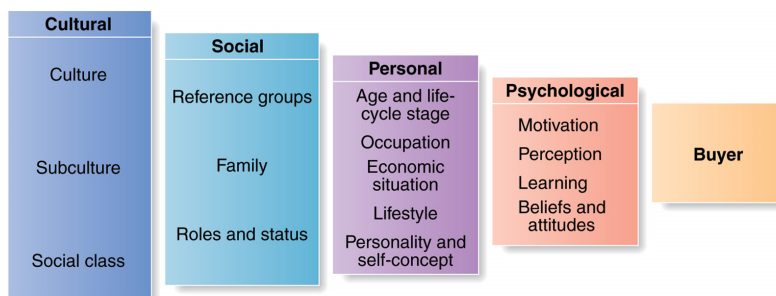 Cultural
Culture
Subculture
Social class
Social
Reference groups
Family
Roles and status
Personal
Age and life-
cycle stage
Occupation
Economic
situation
Lifestyle
Personality and
self-concept
Psychological
Motivation
Perception
Learning
Beliefs and
attitudes
Buyer